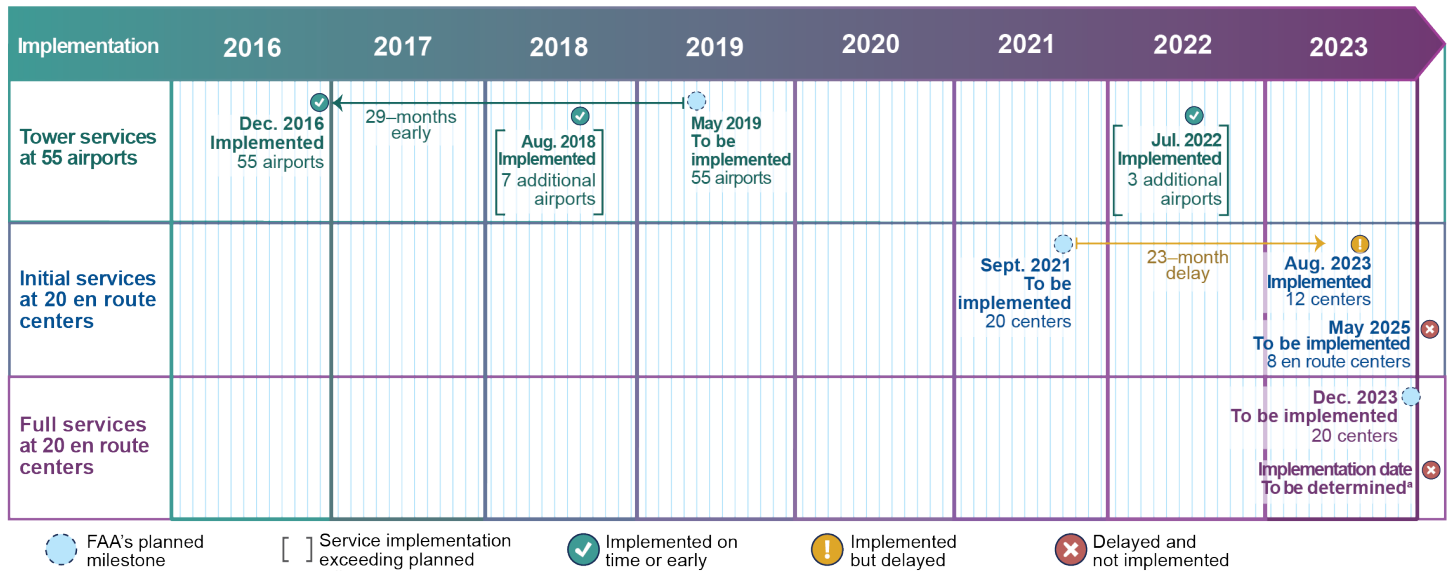 Implementation 2016 2017 2018 2019 2020 2021 2022 2023
Tower services
at 55 airports
Dec. 2016
Implemented
55 airports
29–months
early
Aug. 2018
Implemented
7 additional
airports
May 2019
To be
implemented
55 airports
Jul. 2022
Implemented
3 additional
airports
Initial services
at 20 en route
centers
Sept. 2021
To be
implemented
20 centers
23–month
delay
Aug. 2023
Implemented
12 centers
May 2025
To be implemented
8 en route centers
Full services
at 20 en route
centers
Dec. 2023
To be implemented
20 centers
Implementation date
To be determinedª
FAA's planned
milestone
[ ] Service implementation
exceeding planned
Implemented on
time or early
Implemented
but delayed
Delayed and
not implemented